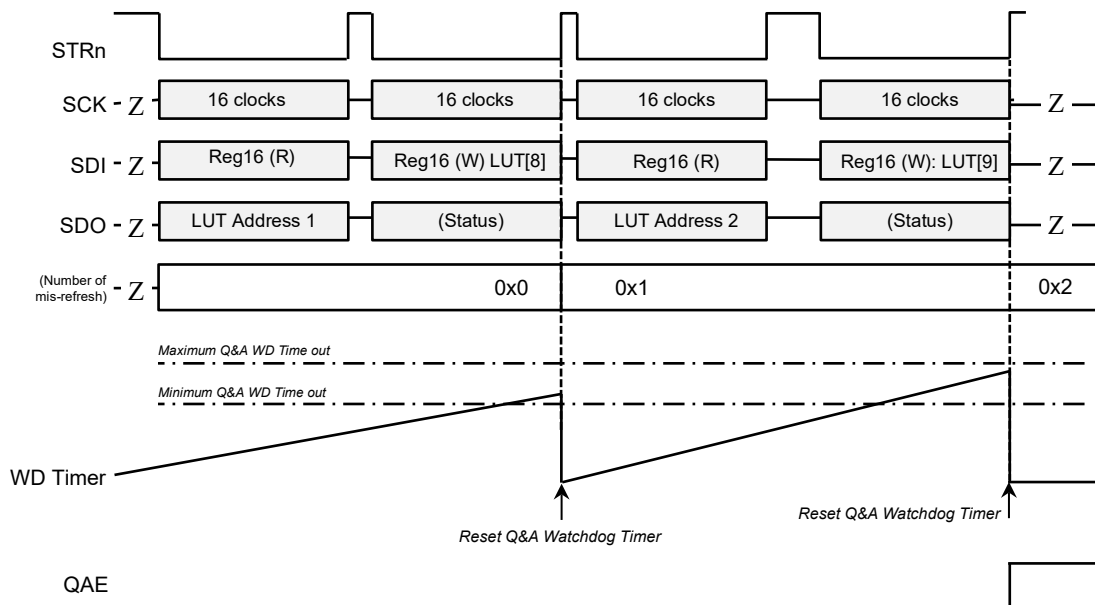 STRn
SCK Z 16 clocks 16 clocks 16 clocks 16 clocks Z
SDI Z Reg16 (R) Reg16 (W) LUT[8] Reg16 (R) Reg16 (W): LUT[9] Z
SDO Z LUT Address 1 (Status) LUT Address 2 (Status) Z
(Number of
mis-refresh) Z 0x0 0x1 0x2
Maximum Q&A WD Time out
Minimum Q&A WD Time out
WD Timer
Reset Q&A Watchdog Timer
Reset Q&A Watchdog Timer
QAE